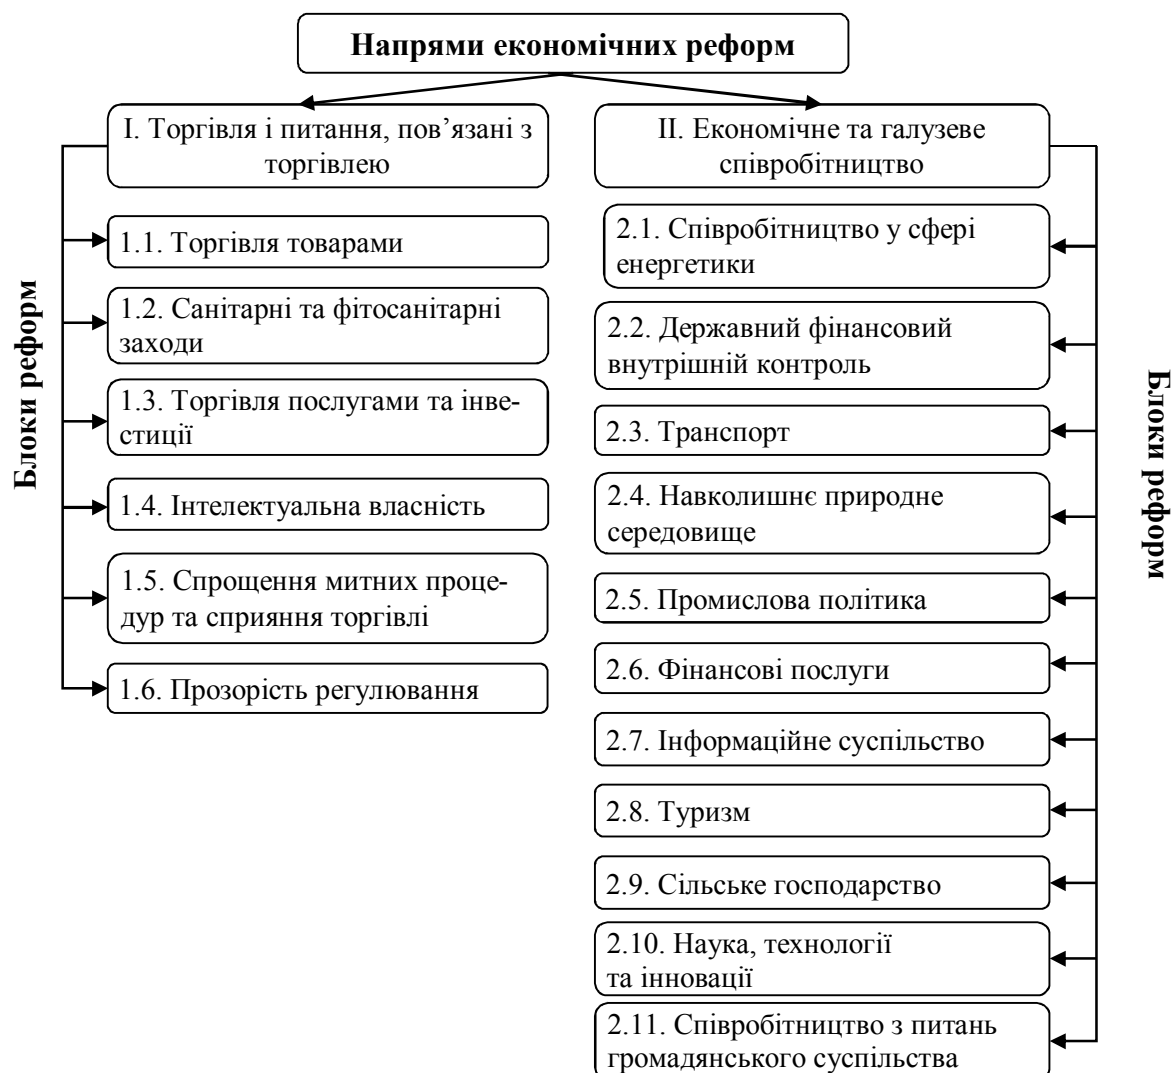 Напрями економічних реформ
І. Торгівля і питання, пов’язані з
торгівлею
Блоки реформ
1.1. Торгівля товарами
1.2. Санітарні та фітосанітарні
заходи
1.3. Торгівля послугами та інве-
стиції
1.4. Інтелектуальна власність
1.5. Спрощення митних проце-
дур та сприяння торгівлі
1.6. Прозорість регулювання
ІІ. Економічне та галузеве
співробітництво
2.1. Співробітництво у сфері
енергетики
2.2. Державний фінансовий
внутрішній контроль
2.3. Транспорт
2.4. Навколишнє природне
середовище
2.5. Промислова політика
2.6. Фінансові послуги
2.7. Інформаційне суспільство
2.8. Туризм
2.9. Сільське господарство
2.10. Наука, технології
та інновації
2.11. Співробітництво з питань
громадянського суспільства
Блоки реформ